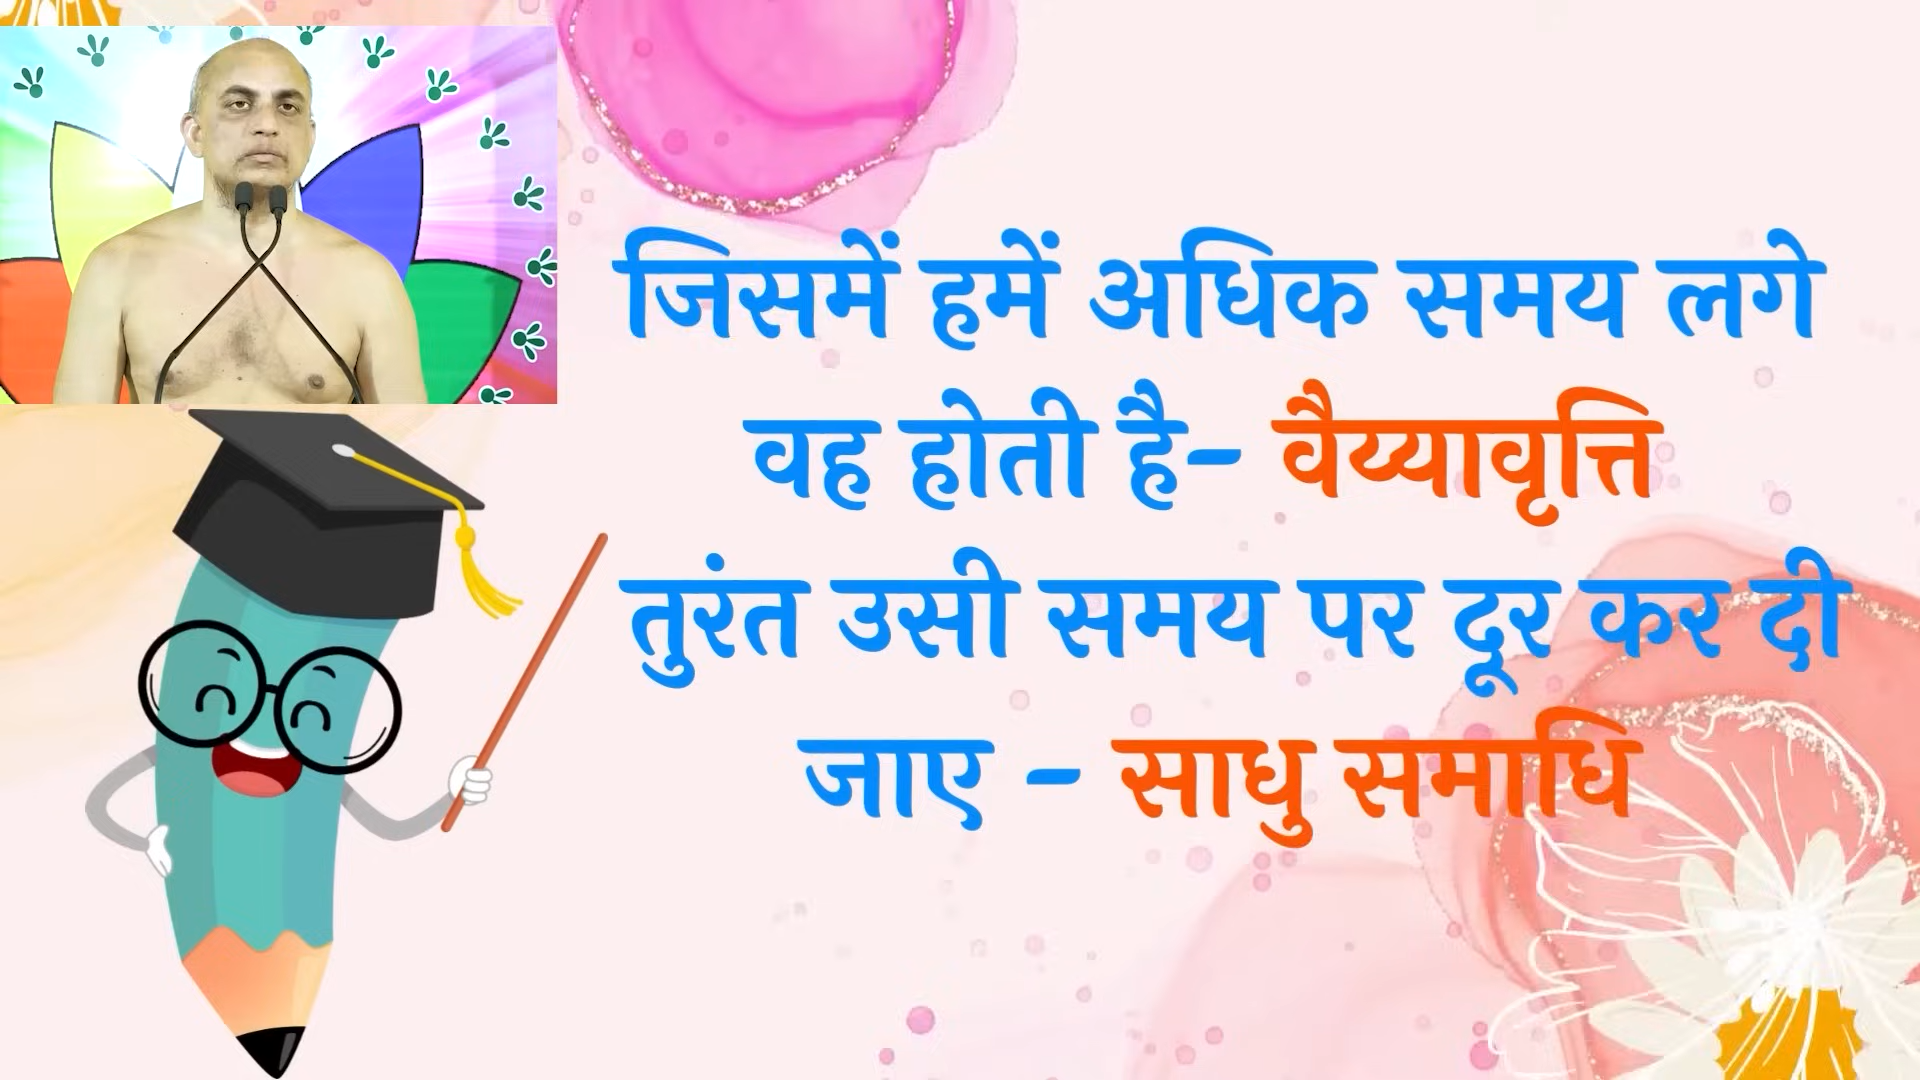 जिसमें हमें अधिक समय लगे
वह होती है- वैय्यावृत्ति
तुरंत उसी समय पर दूर कर दी
जाए - साधु समाधि